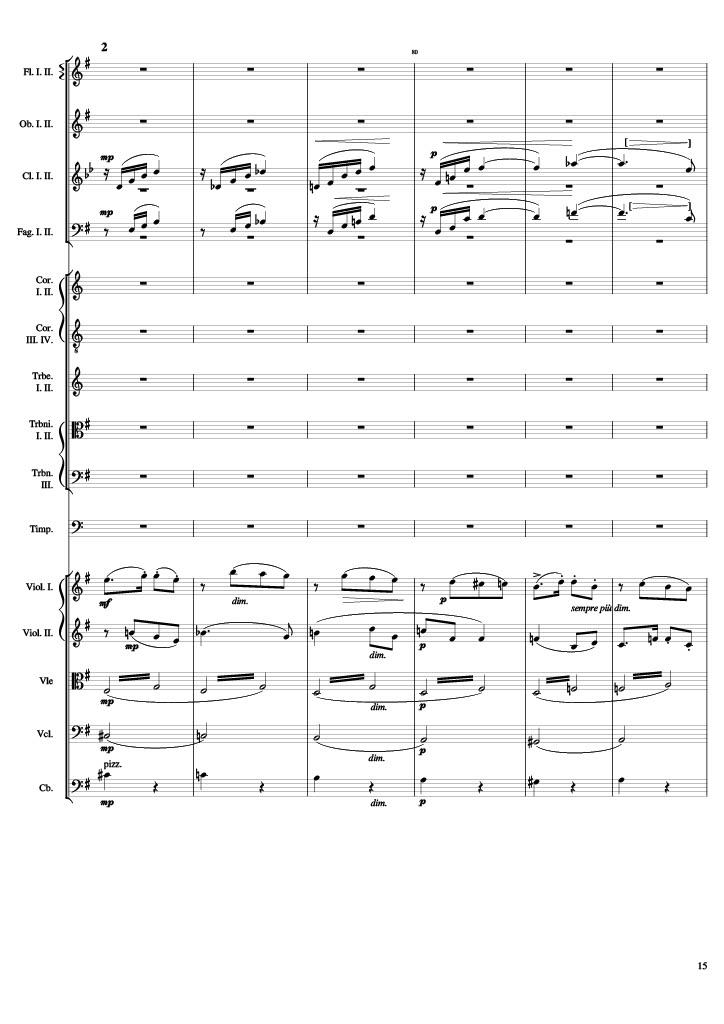 2
80
Fl. I. II.
Ob. I. II.
mp
p
Cl. I. II.
mp
p
Fag. I. II.
Cor.
I. II.
Cor.
III. IV.
8
Trbe.
I. II.
Trbni.
I. II.
Trbn.
III.
Timp.
Viol. I.
mf
dim.
p
sempre più dim.
Viol. II.
mp
dim.
p
Vle
mp
dim.
p
Vcl.
mp
dim.
p
pizz.
Cb.
mp
dim.
p
15